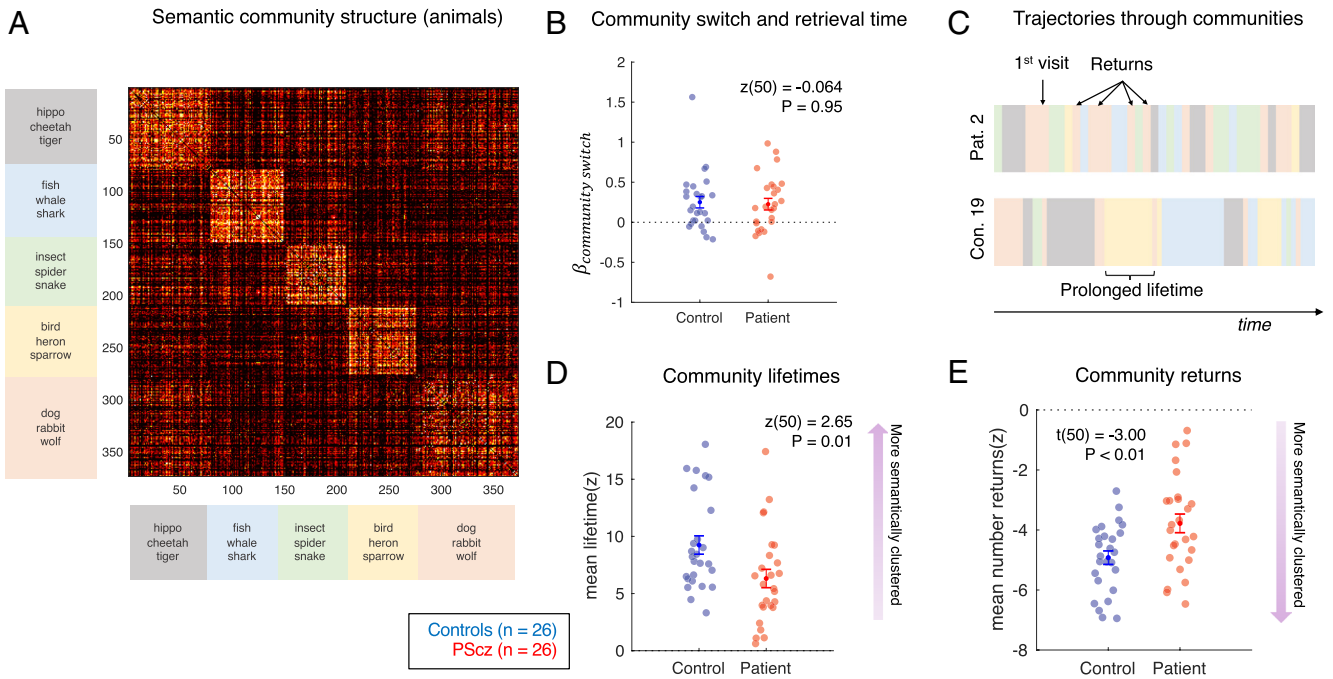 A
Semantic community structure (animals)
hippo
cheetah
tiger
fish
whale
shark
insect
spider
snake
bird
heron
sparrow
dog
rabbit
wolf
50
100
150
200
250
300
350
50 100 150 200 250 300 350
hippo
cheetah
tiger
fish
whale
shark
insect
spider
snake
bird
heron
sparrow
dog
rabbit
wolf
Controls (n = 26)
PScz (n = 26)
B
Community switch and retrieval time
z(50) = -0.064
P = 0.95
2
1.5
1
0.5
0
-0.5
-1
βcommunity switch
Control Patient
C
Trajectories through communities
1st visit Returns
Pat. 2
Con. 19
Prolonged lifetime
time
D
Community lifetimes
z(50) = 2.65
P = 0.01
20
15
10
5
0
mean lifetime(z)
Control Patient
More semantically clustered
E
Community returns
t(50) = -3.00
P < 0.01
0
-2
-4
-6
-8
mean number returns(z)
Control Patient
More semantically clustered